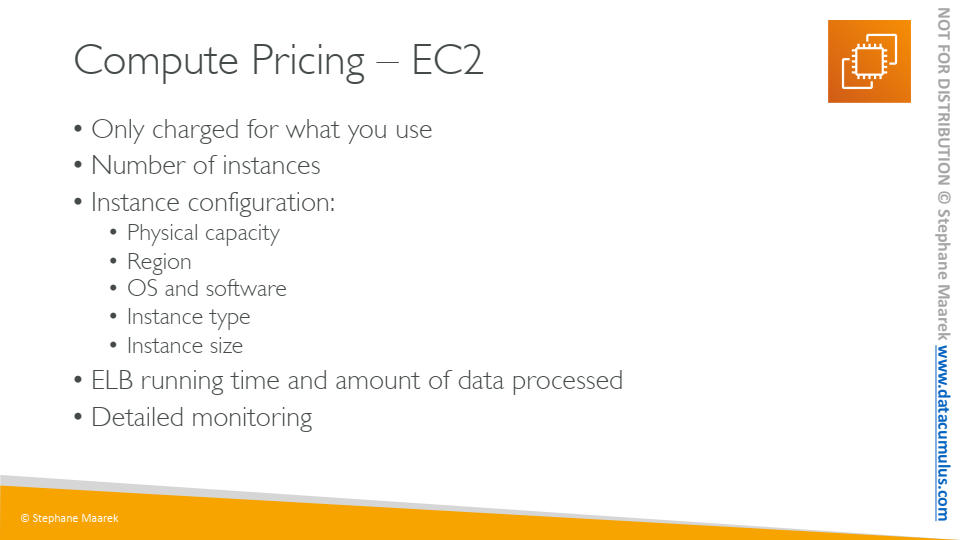 Compute Pricing – EC2
• Only charged for what you use
• Number of instances
• Instance configuration:
• Physical capacity
• Region
• OS and software
• Instance type
• Instance size
• ELB running time and amount of data processed
• Detailed monitoring
© Stephane Maarek
NOT FOR DISTRIBUTION © Stephane Maarek www.datacumulus.com